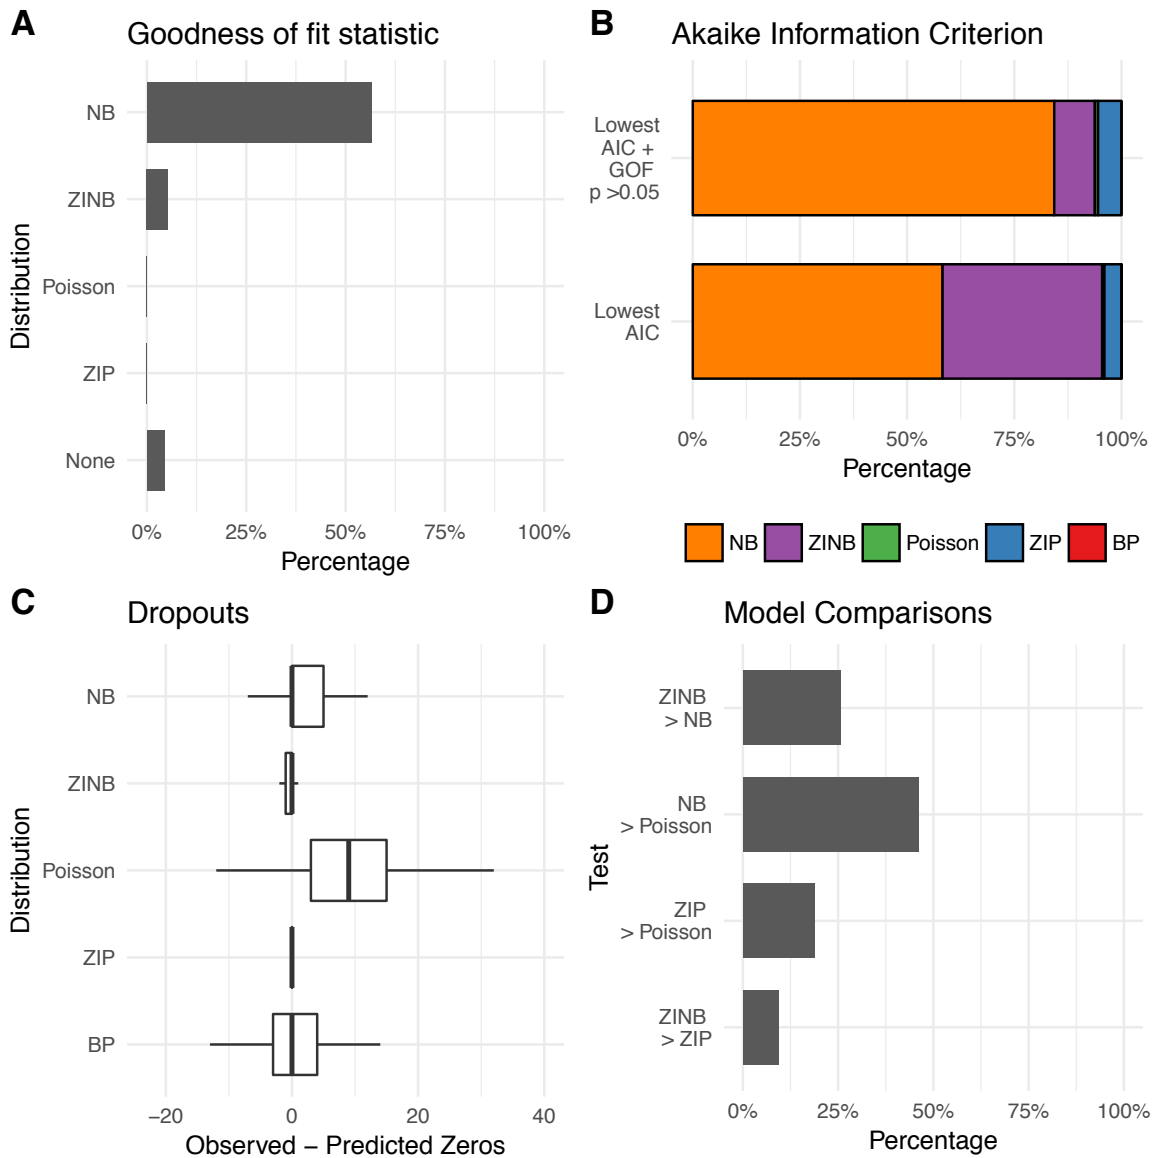 A
Goodness of fit statistic
Distribution
NB
ZINB
Poisson
ZIP
None
0%
25%
50%
75%
100%
Percentage
B
Akaike Information Criterion
Lowest
AIC +
GOF
p >0.05
Lowest
AIC
0%
25%
50%
75%
100%
Percentage
NB
ZINB
Poisson
ZIP
BP
C
Dropouts
Distribution
NB
ZINB
Poisson
ZIP
BP
−20
0
20
40
Observed − Predicted Zeros
D
Model Comparisons
Test
ZINB
> NB
NB
> Poisson
ZIP
> Poisson
ZINB
> ZIP
0%
25%
50%
75%
100%
Percentage